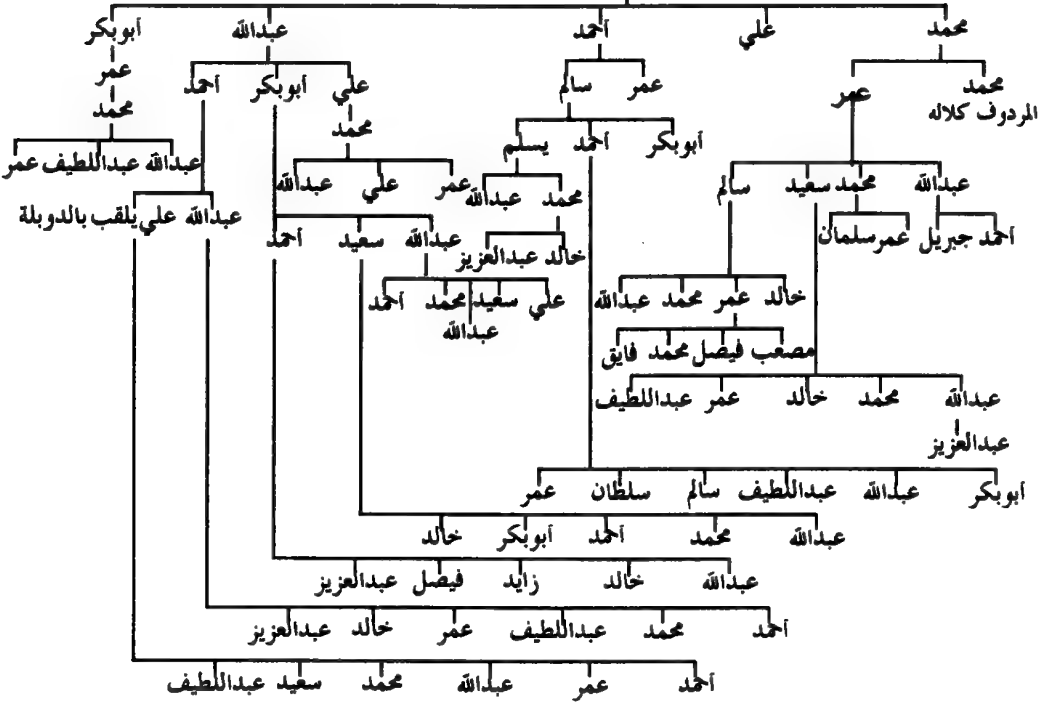 محمد علي أحمد عبدالله أبوبكر
محمد عمر عمر سالم علي أبوبكر أحمد عمر
المردوف كلاله
محمد
أبوبكر أحمد يسلم محمد
عبدالله عبداللطيف عمر
عبدالله محمد سعيد سالم محمد عبدالله عمر علي عبدالله
عبدالله علي يلقب بالدوبلة
أحمد جبريل عمر سلمان خالد عبدالعزيز عبدالله سعيد أحمد
خالد عمر محمد عبدالله علي سعيد محمد أحمد
عبدالله
مصعب فيصل محمد فايق
عبدالله محمد خالد عمر عبداللطيف
عبدالعزيز
أبوبكر عبدالله عبداللطيف سالم سلطان عمر
عبدالله محمد أحمد أبوبكر خالد
عبدالله خالد زايد فيصل عبدالعزيز
أحمد محمد عبداللطيف عمر خالد عبدالعزيز
أحمد عمر عبدالله محمد سعيد عبداللطيف